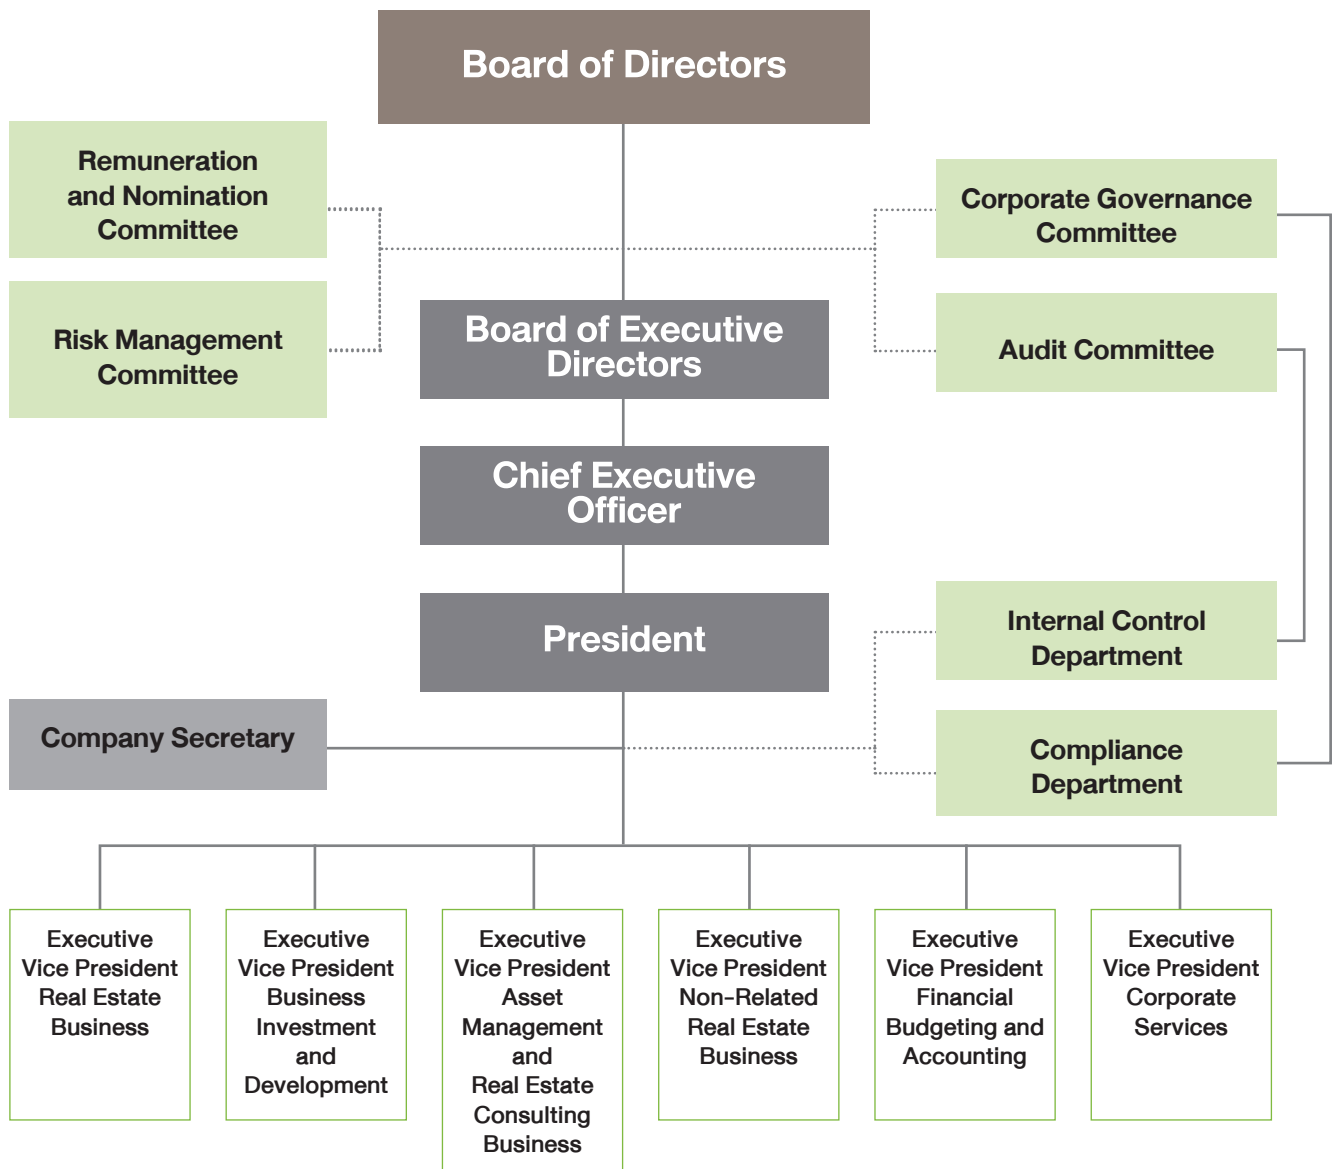 Board of Directors
Remuneration
and Nomination
Committee
Corporate Governance
Committee
Risk Management
Committee
Board of Executive
Directors
Audit Committee
Chief Executive
Officer
President
Internal Control
Department
Company Secretary
Compliance
Department
Executive
Vice President
Real Estate
Business
Executive
Vice President
Business
Investment
and
Development
Executive
Vice President
Asset
Management
and
Real Estate
Consulting
Business
Executive
Vice President
Non-Related
Real Estate
Business
Executive
Vice President
Financial
Budgeting and
Accounting
Executive
Vice President
Corporate
Services